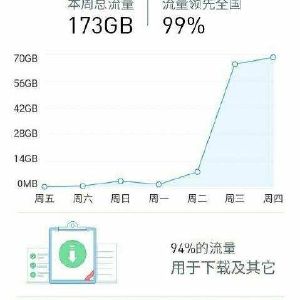 本周总流量 流量领先全国
173GB 99%
70GB
56GB
42GB
28GB
14GB
0MB
周五 周六 周日 周一 周二 周三 周四
94%的流量
用于下载及其它